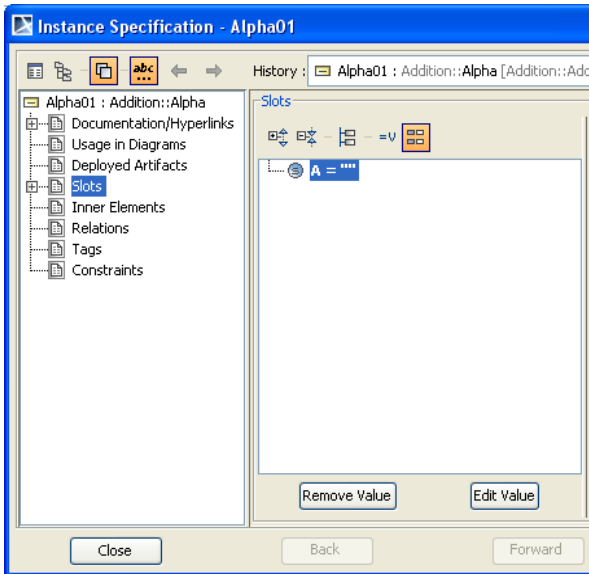 Instance Specification - Alpha01
abc
History : Alpha01 : Addition::Alpha [Addition::Add
Alpha01 : Addition::Alpha
Documentation/Hyperlinks
Usage in Diagrams
Deployed Artifacts
Slots
Inner Elements
Relations
Tags
Constraints
Slots
=v
A = ""
Remove Value
Edit Value
Close
Back
Forward